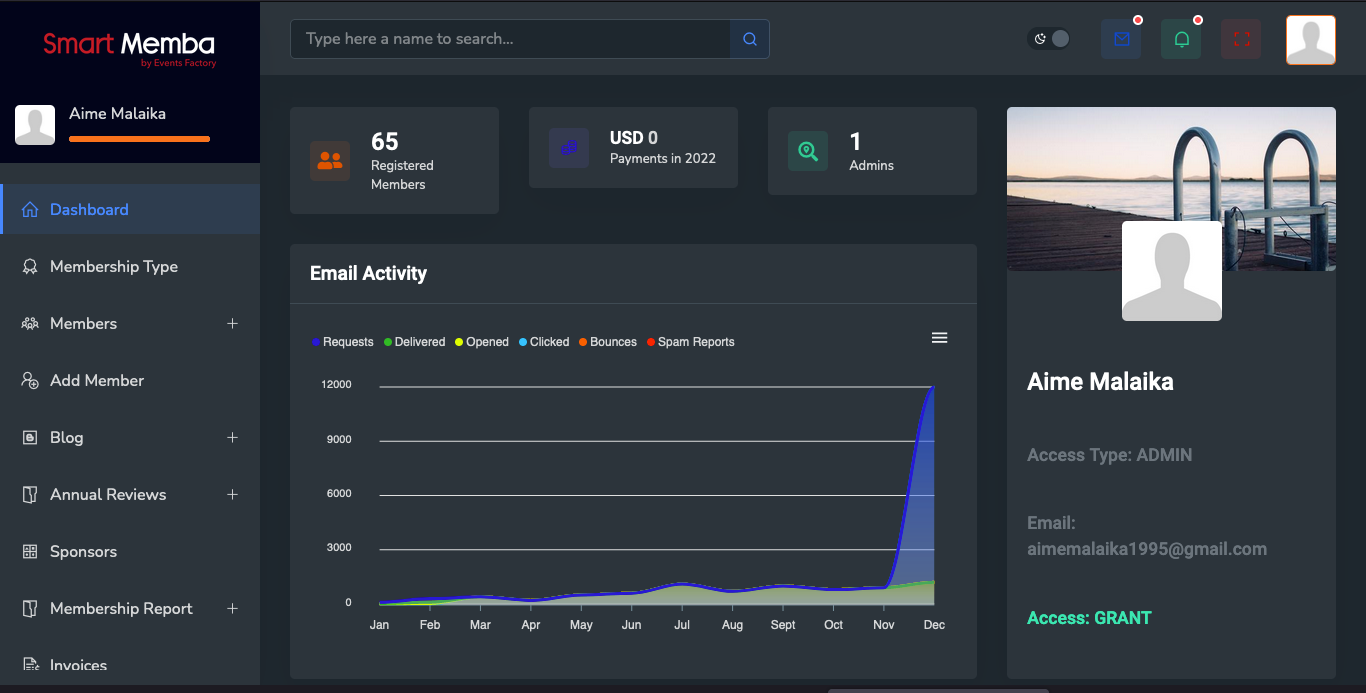 Smart Memba
by Events Factory
Aime Malaika
Dashboard
Membership Type
Members
Add Member
Blog
Annual Reviews
Sponsors
Membership Report
Invoices
Type here a name to search...
65
Registered
Members
USD 0
Payments in 2022
1
Admins
Email Activity
Requests Delivered Opened Clicked Bounces Spam Reports
12000
9000
6000
3000
0
Jan Feb Mar Apr May Jun Jul Aug Sept Oct Nov Dec
Aime Malaika
Access Type: ADMIN
Email:
aimemalaika1995@gmail.com
Access: GRANT